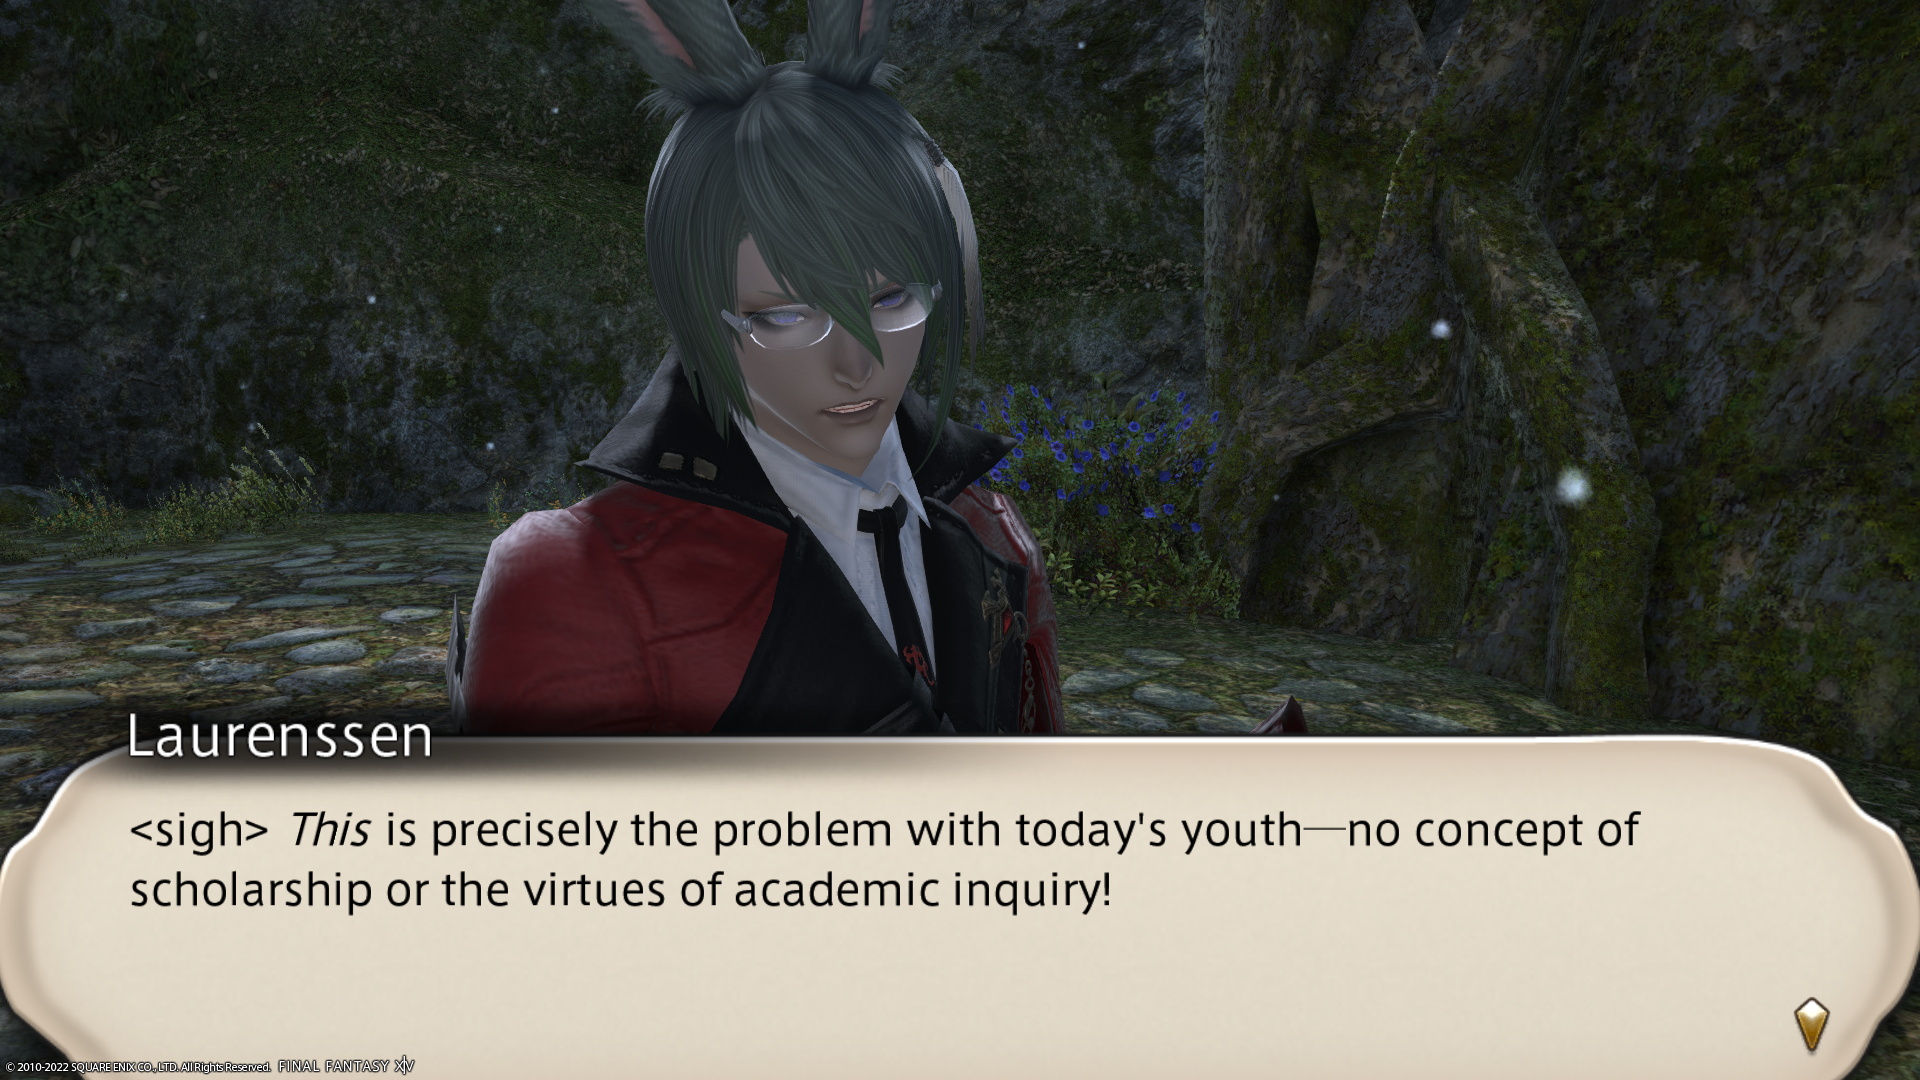 Laurenssen
<sigh> This is precisely the problem with today's youth—no concept of
scholarship or the virtues of academic inquiry!
© 2010-2022 SQUARE ENIX CO., LTD. All Rights Reserved. FINAL FANTASY XIV